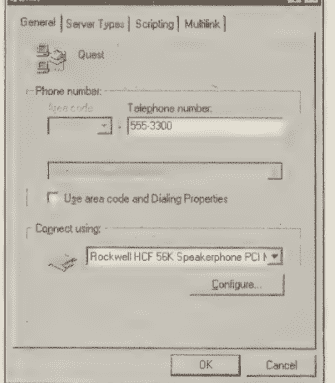 General Server Types Scripting Multilink
Quest
Phone number:
Area code Telephone number:
- 555-3300
Use area code and Dialing Properties
Connect using:
Rockwell HCF 56K Speakerphone PCI M
Configure...
OK Cancel